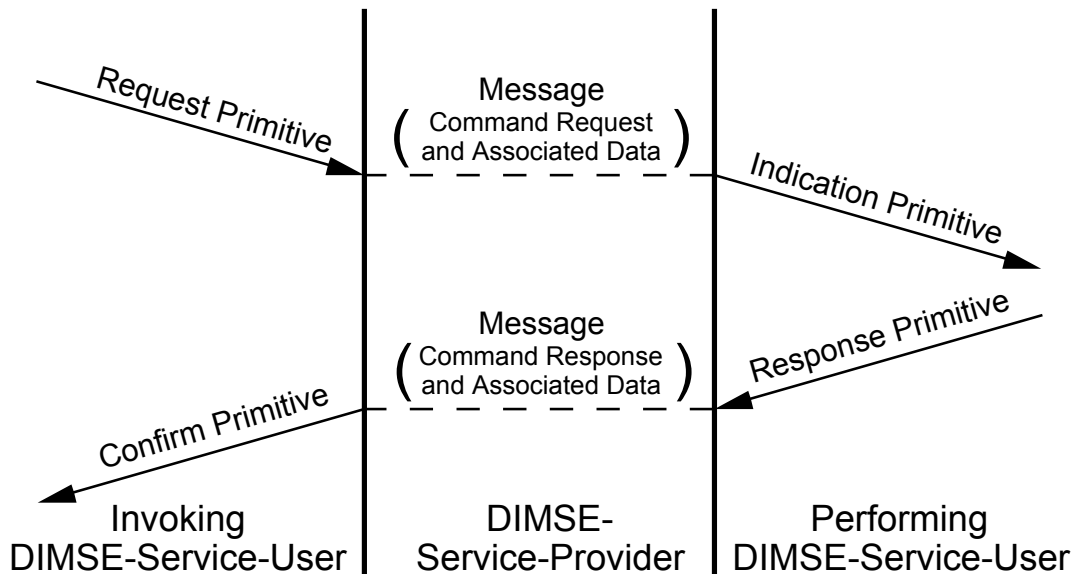 Request Primitive
Message
( Command Request
and Associated Data )
Indication Primitive
Message
( Command Response
and Associated Data )
Response Primitive
Confirm Primitive
Invoking
DIMSE-Service-User
DIMSE-
Service-Provider
Performing
DIMSE-Service-User